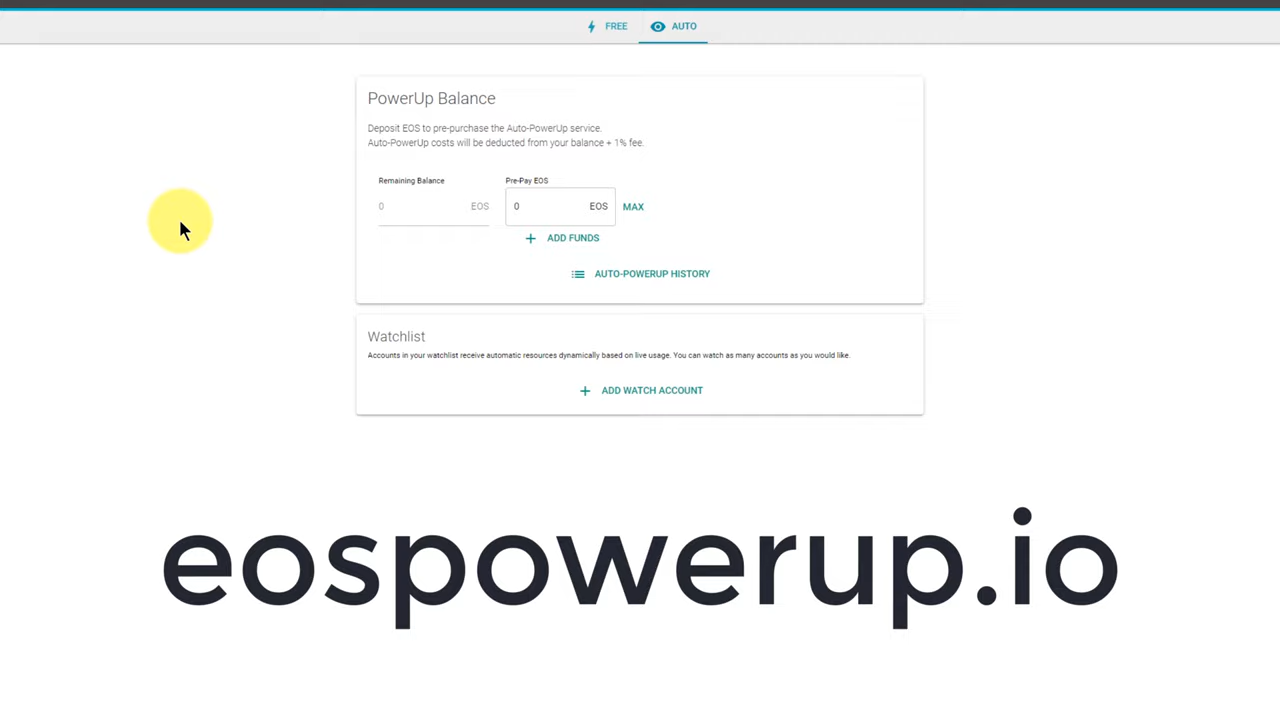 FREE
AUTO
PowerUp Balance
Deposit EOS to pre-purchase the Auto-PowerUp service.
Auto-PowerUp costs will be deducted from your balance + 1% fee.
Remaining Balance
Pre-Pay EOS
0 EOS
0 EOS
MAX
+ ADD FUNDS
AUTO-POWERUP HISTORY
Watchlist
Accounts in your watchlist receive automatic resources dynamically based on live usage. You can watch as many accounts as you would like.
+ ADD WATCH ACCOUNT
eospowerup.io